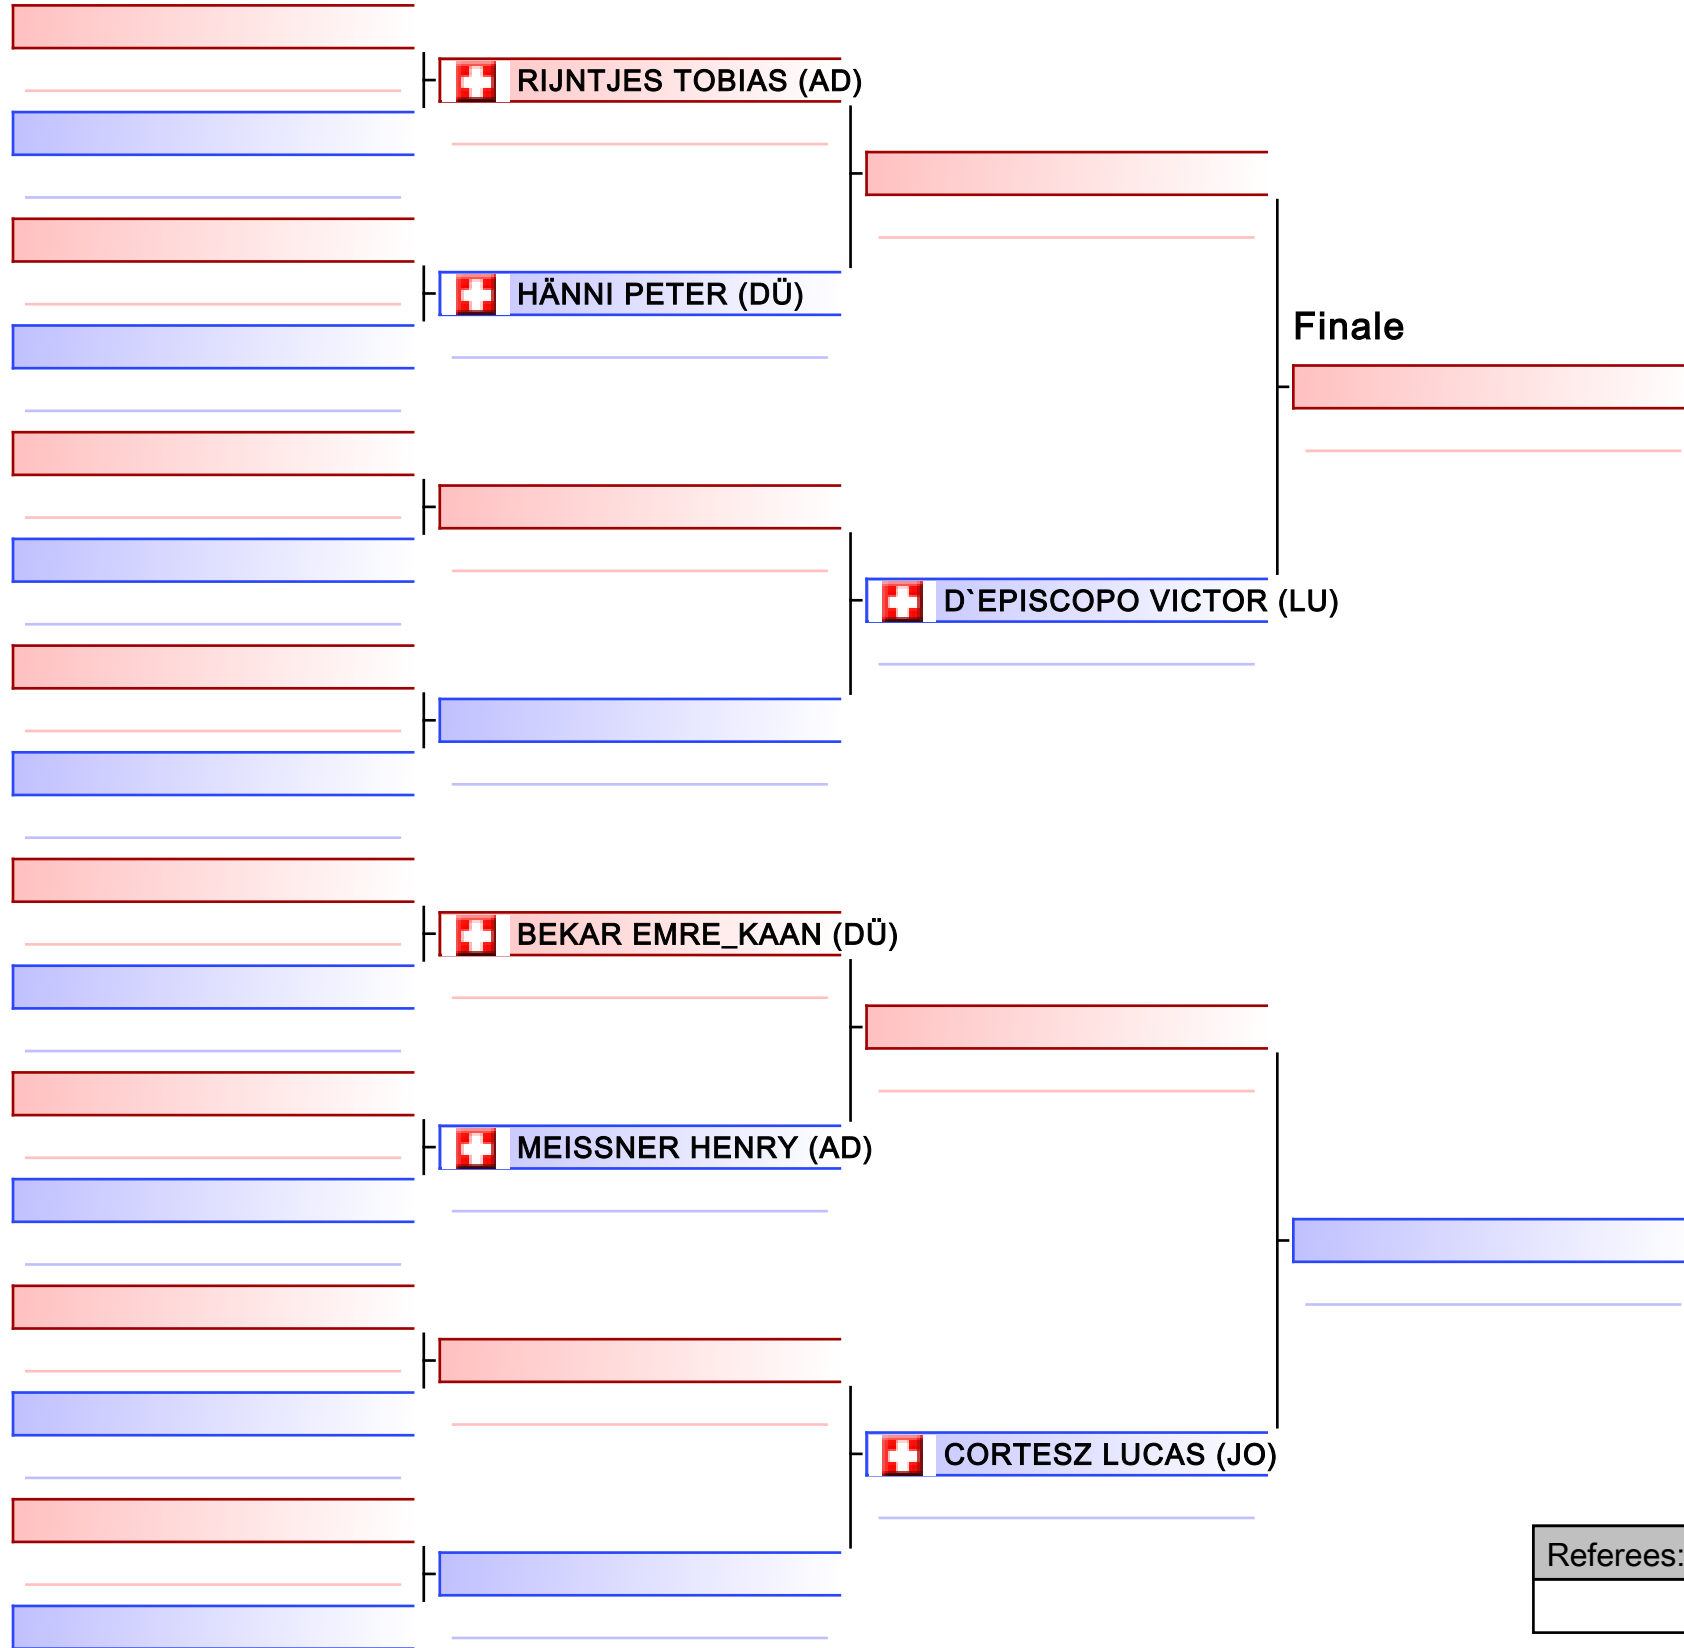 RIJNTJES TOBIAS (AD)
HÄNNI PETER (DÜ)
Finale
D`EPISCOPO VICTOR (LU)
BEKAR EMRE_KAAN (DÜ)
MEISSNER HENRY (AD)
CORTESZ LUCAS (JO)
Referees: